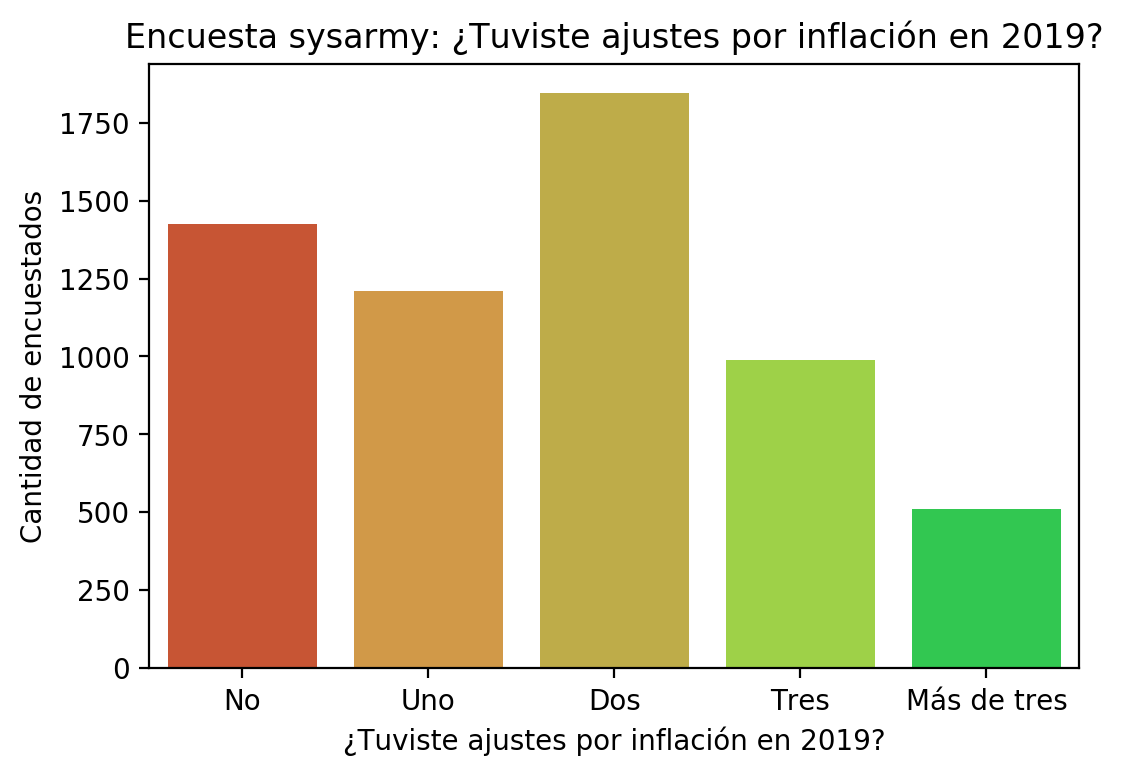 Encuesta sysarmy: ¿Tuviste ajustes por inflación en 2019?
Cantidad de encuestados
1750
1500
1250
1000
750
500
250
0
No Uno Dos Tres Más de tres
¿Tuviste ajustes por inflación en 2019?